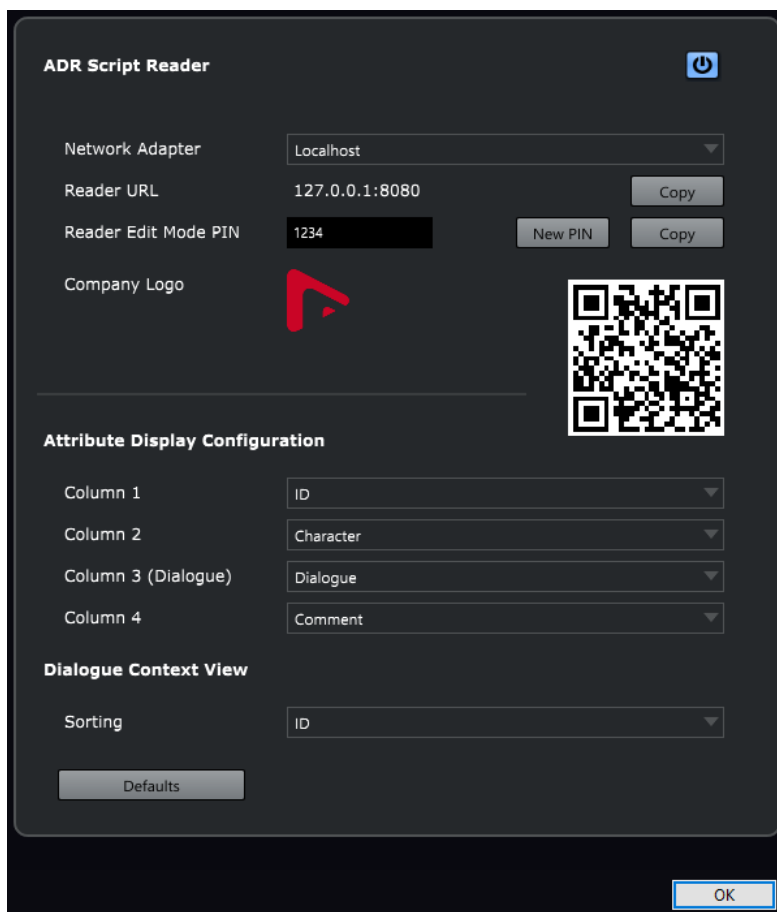 ADR Script Reader
Network Adapter Localhost
Reader URL 127.0.0.1:8080 Copy
Reader Edit Mode PIN 1234 New PIN Copy
Company Logo
Attribute Display Configuration
Column 1 ID
Column 2 Character
Column 3 (Dialogue) Dialogue
Column 4 Comment
Dialogue Context View
Sorting ID
Defaults
OK